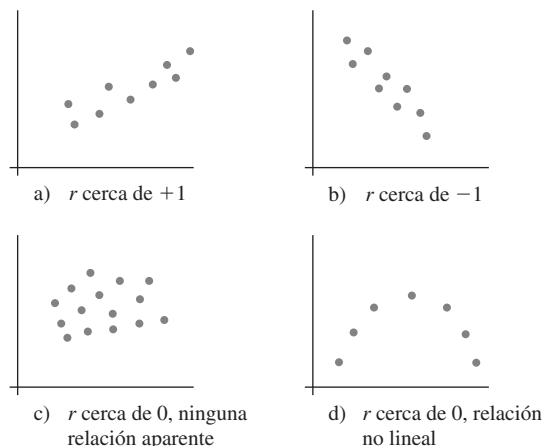 a) r cerca de +1
b) r cerca de −1
c) r cerca de 0, ninguna
relación aparente
d) r cerca de 0, relación
no lineal